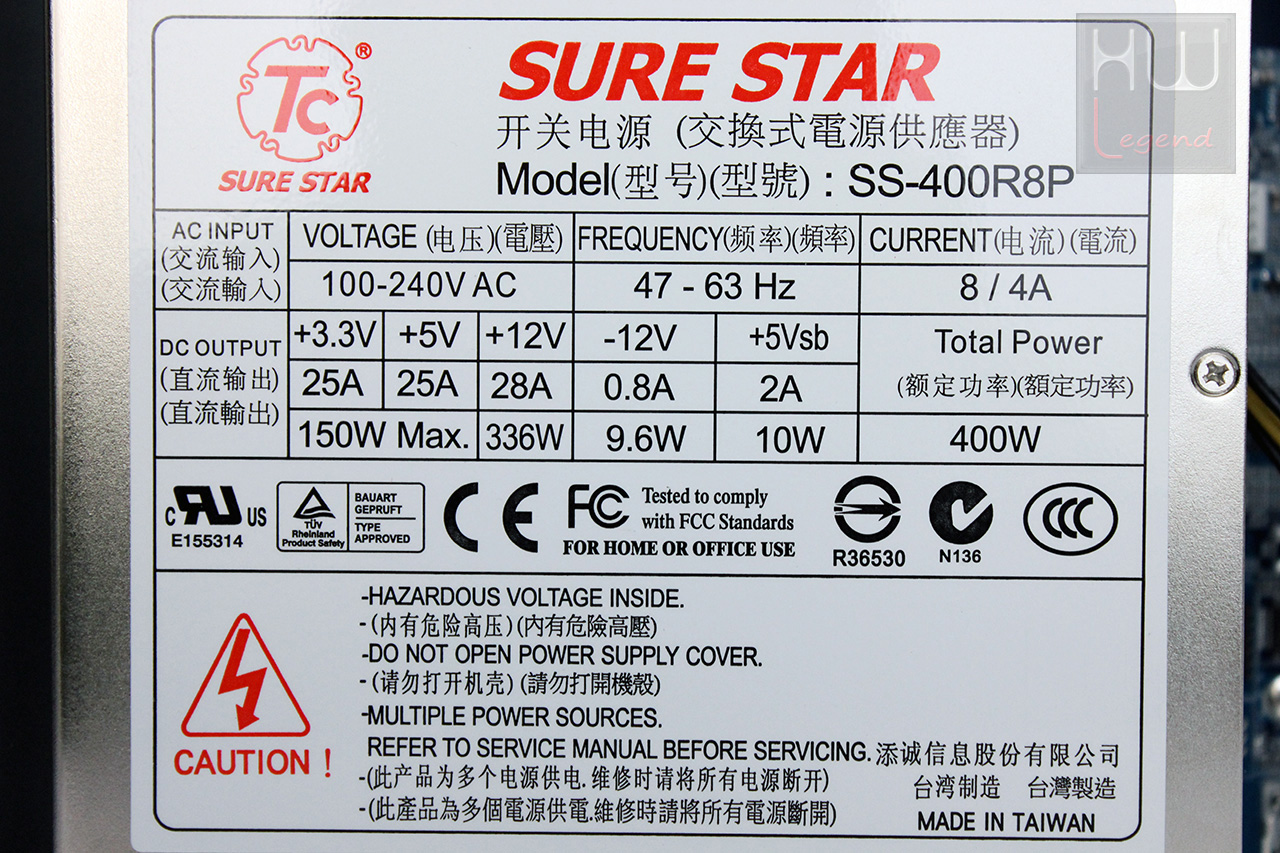 TC ®
SURE STAR
SURE STAR
开关电源 (交換式電源供應器)
Model(型号)(型號) : SS-400R8P
HW
Legend
AC INPUT
(交流输入)
(交流輸入)
VOLTAGE (电压)(電壓)
FREQUENCY(频率)(頻率)
CURRENT(电流)(電流)
100-240V AC
47 - 63 Hz
8 / 4A
DC OUTPUT
(直流输出)
(直流輸出)
+3.3V +5V +12V -12V +5Vsb
Total Power
(额定功率)(額定功率)
25A 25A 28A 0.8A 2A
150W Max. 336W 9.6W 10W 400W
c RU US
E155314
TÜV
Rheinland
Product Safety
BAUART
GEPRUFT
TYPE
APPROVED
CE
FC Tested to comply
with FCC Standards
FOR HOME OR OFFICE USE
R36530
N136
CCC
-HAZARDOUS VOLTAGE INSIDE.
-(内有危险高压)(內有危險高壓)
-DO NOT OPEN POWER SUPPLY COVER.
-(请勿打开机壳)(請勿打開機殼)
-MULTIPLE POWER SOURCES.
REFER TO SERVICE MANUAL BEFORE SERVICING.
-(此产品为多个电源供电.维修时请将所有电源断开)
-(此產品為多個電源供電.維修時請將所有電源斷開)
CAUTION !
添诚信息股份有限公司
台湾制造 台灣製造
MADE IN TAIWAN